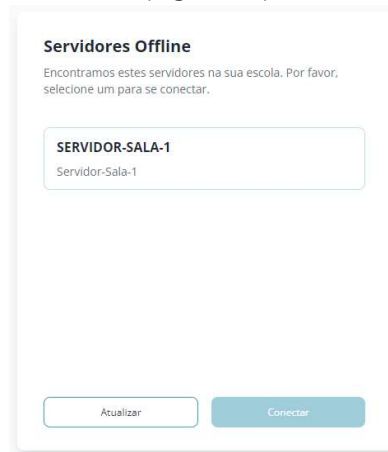 Servidores Offline
Encontramos estes servidores na sua escola. Por favor,
selecione um para se conectar.
SERVIDOR-SALA-1
Servidor-Sala-1
Atualizar
Conectar